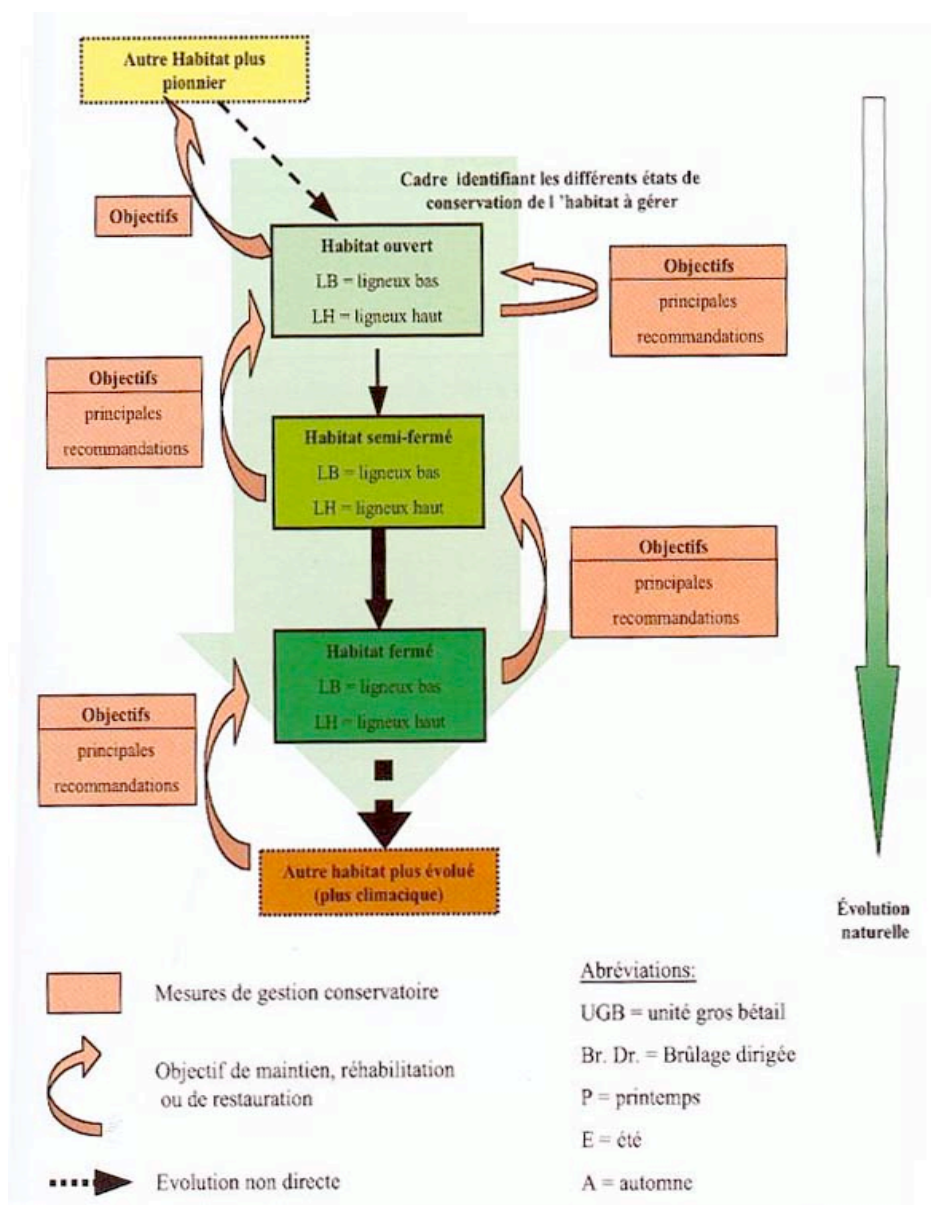 Autre Habitat plus
pionnier
Cadre identifiant les différents états de
conservation de l 'habitat à gérer
Objectifs
Habitat ouvert
LB = ligneux bas
LH = ligneux haut
Objectifs
principales
recommandations
Objectifs
principales
recommandations
Habitat semi-fermé
LB = ligneux bas
LH = ligneux haut
Objectifs
principales
recommandations
Habitat fermé
LB = ligneux bas
LH = ligneux haut
Objectifs
principales
recommandations
Autre habitat plus évolué
(plus climacique)
Évolution
naturelle
Mesures de gestion conservatoire
Objectif de maintien, réhabilitation
ou de restauration
Evolution non directe
Abréviations:
UGB = unité gros bétail
Br. Dr. = Brûlage dirigée
P = printemps
E = été
A = automne